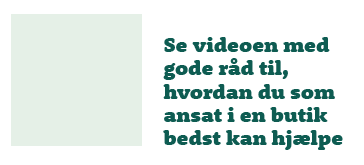 Se videoen med
gode råd til,
hvordan du som
ansat i en butik
bedst kan hjælpe